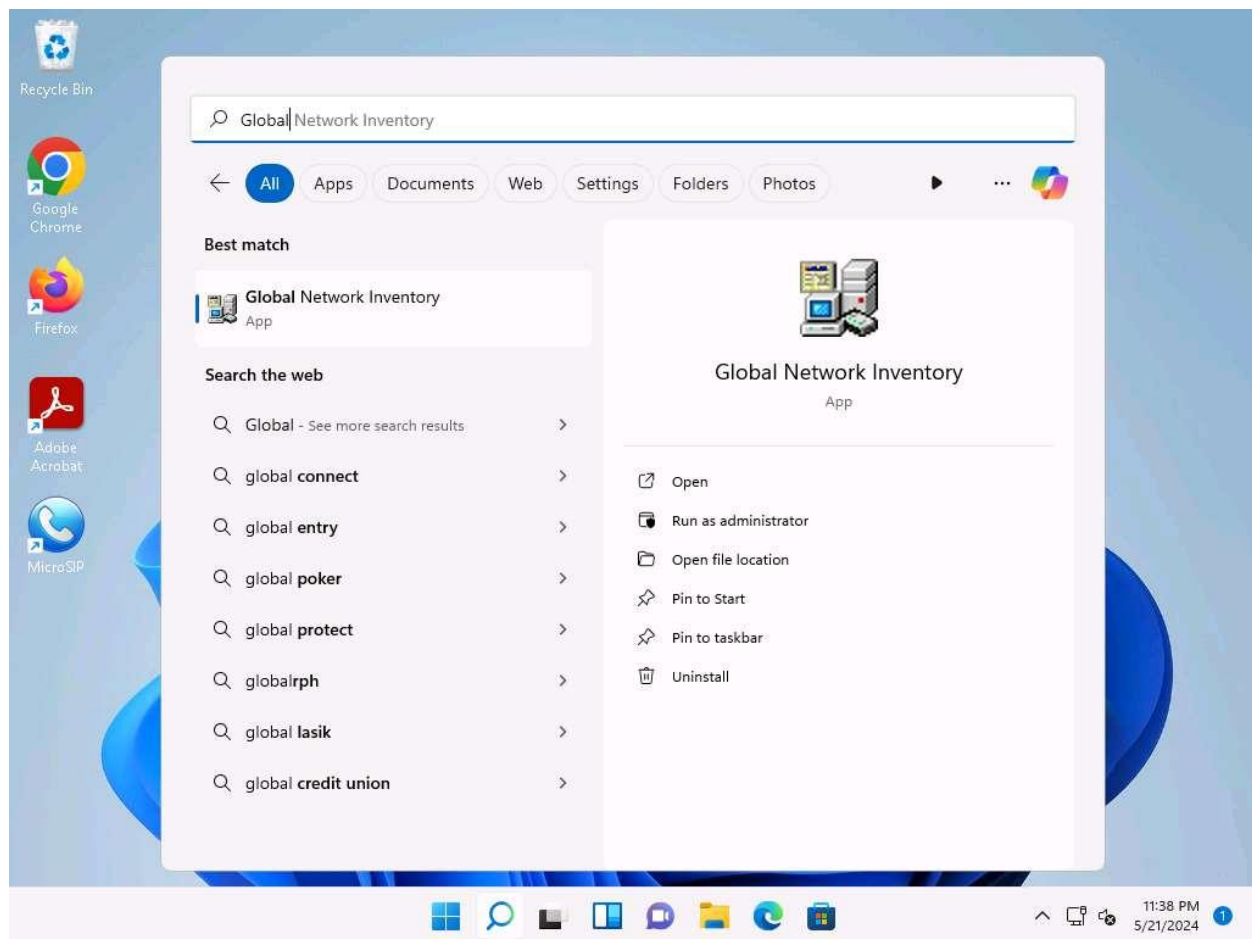 Recycle Bin
Google
Chrome
Firefox
Adobe
Acrobat
MicroSIP
Global Network Inventory
All
Apps
Documents
Web
Settings
Folders
Photos
...
Best match
Global Network Inventory
App
Search the web
Global - See more search results
global connect
global entry
global poker
global protect
globalrph
global lasik
global credit union
Global Network Inventory
App
Open
Run as administrator
Open file location
Pin to Start
Pin to taskbar
Uninstall
11:38 PM
5/21/2024
1